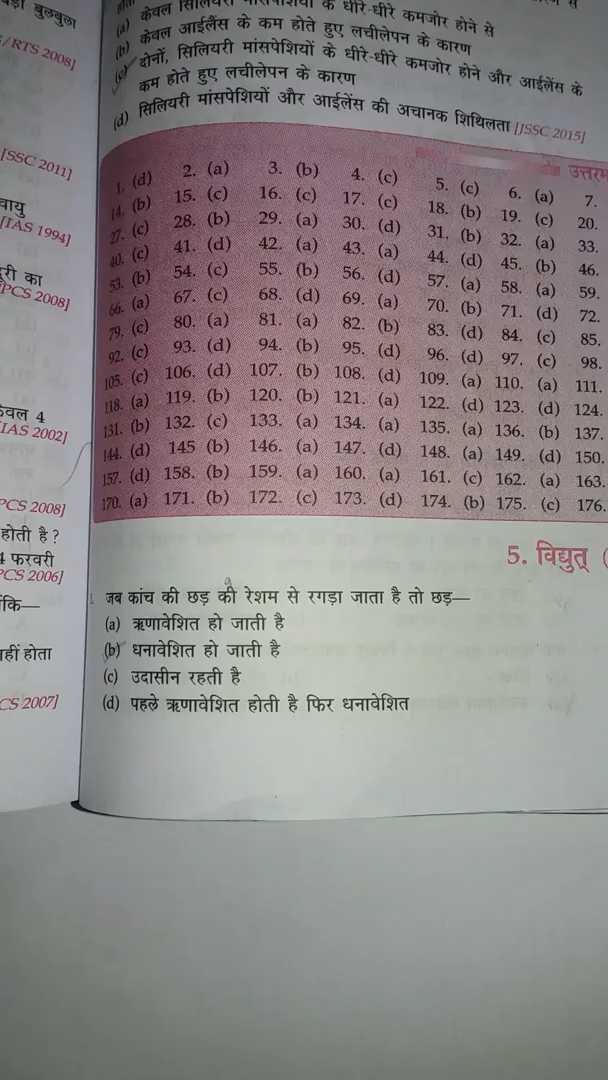 बुलबुला
/RTS 2008]
[SSC 2011]
वायु
[IAS 1994]
दूरी का
PCS 2008]
केवल 4
IAS 2002]
PCS 2008]
होती है?
4 फरवरी
PCS 2006]
कि—
नहीं होता
CS 2007]
(a) केवल सिलियरी मांसपेशियों के धीरे-धीरे कमजोर होने से
(b) केवल आईलैंस के कम होते हुए लचीलेपन के कारण
(c) दोनों, सिलियरी मांसपेशियों के धीरे-धीरे कमजोर होने और आईलेंस के
कम होते हुए लचीलेपन के कारण
(d) सिलियरी मांसपेशियों और आईलेंस की अचानक शिथिलता [JSSC 2015]
उत्तरम
1. (d) 2. (a) 3. (b) 4. (c) 5. (c) 6. (a) 7.
14. (b) 15. (c) 16. (c) 17. (c) 18. (b) 19. (c) 20.
27. (c) 28. (b) 29. (a) 30. (d) 31. (b) 32. (a) 33.
40. (c) 41. (d) 42. (a) 43. (a) 44. (d) 45. (b) 46.
53. (b) 54. (c) 55. (b) 56. (d) 57. (a) 58. (a) 59.
66. (a) 67. (c) 68. (d) 69. (a) 70. (b) 71. (d) 72.
79. (c) 80. (a) 81. (a) 82. (b) 83. (d) 84. (c) 85.
92. (c) 93. (d) 94. (b) 95. (d) 96. (d) 97. (c) 98.
105. (c) 106. (d) 107. (b) 108. (d) 109. (a) 110. (a) 111.
118. (a) 119. (b) 120. (b) 121. (a) 122. (d) 123. (d) 124.
131. (b) 132. (c) 133. (a) 134. (a) 135. (a) 136. (b) 137.
144. (d) 145 (b) 146. (a) 147. (d) 148. (a) 149. (d) 150.
157. (d) 158. (b) 159. (a) 160. (a) 161. (c) 162. (a) 163.
170. (a) 171. (b) 172. (c) 173. (d) 174. (b) 175. (c) 176.
5. विद्युत् (
1. जब कांच की छड़ की रेशम से रगड़ा जाता है तो छड़—
(a) ऋणावेशित हो जाती है
(b) धनावेशित हो जाती है
(c) उदासीन रहती है
(d) पहले ऋणावेशित होती है फिर धनावेशित